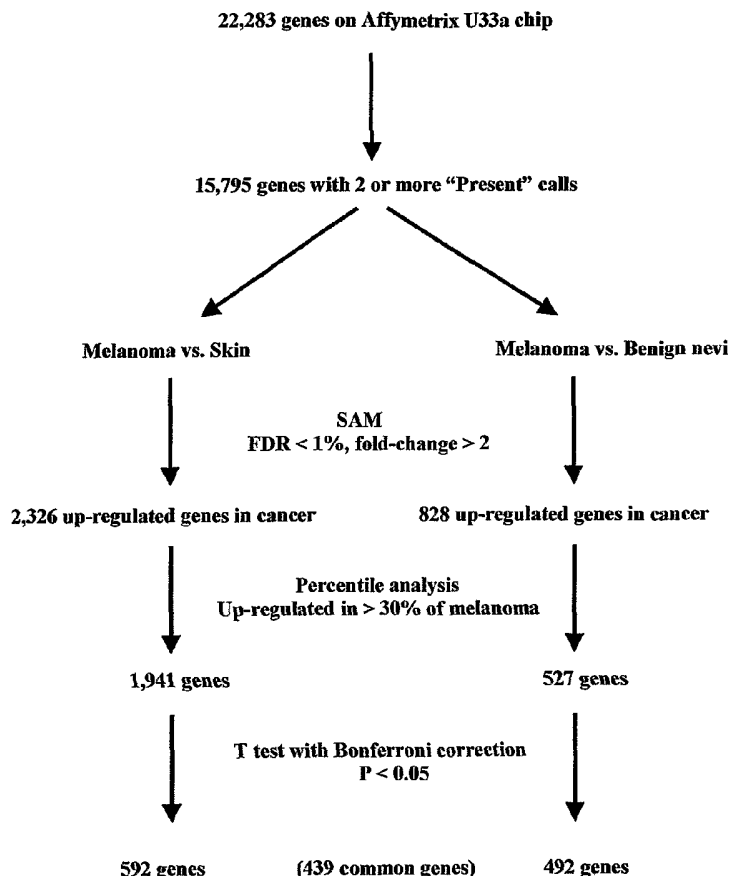 22,283 genes on Affymetrix U33a chip
15,795 genes with 2 or more “Present” calls
Melanoma vs. Skin
Melanoma vs. Benign nevi
SAM
FDR < 1%, fold-change > 2
2,326 up-regulated genes in cancer
828 up-regulated genes in cancer
Percentile analysis
Up-regulated in > 30% of melanoma
1,941 genes
527 genes
T test with Bonferroni correction
P < 0.05
592 genes
(439 common genes)
492 genes